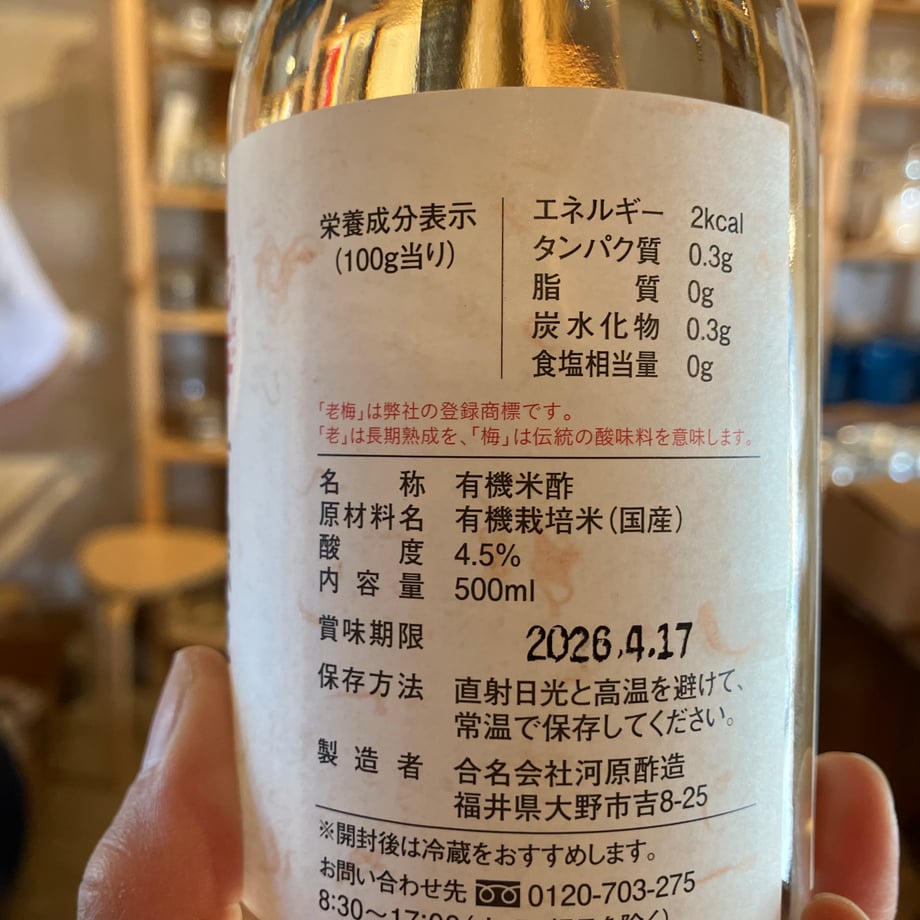 栄養成分表示
(100g当り)
エネルギー 2kcal
タンパク質 0.3g
脂質 0g
炭水化物 0.3g
食塩相当量 0g
「老梅」は弊社の登録商標です。
「老」は長期熟成を、「梅」は伝統の酸味料を意味します。
名称 有機米酢
原材料名 有機栽培米(国産)
酸度 4.5%
内容量 500ml
賞味期限 2026.4.17
保存方法 直射日光と高温を避けて、
常温で保存してください。
製造者 合名会社河原酢造
福井県大野市吉8-25
※開封後は冷蔵をおすすめします。
お問い合わせ先 0120-703-275
8:30〜17:00